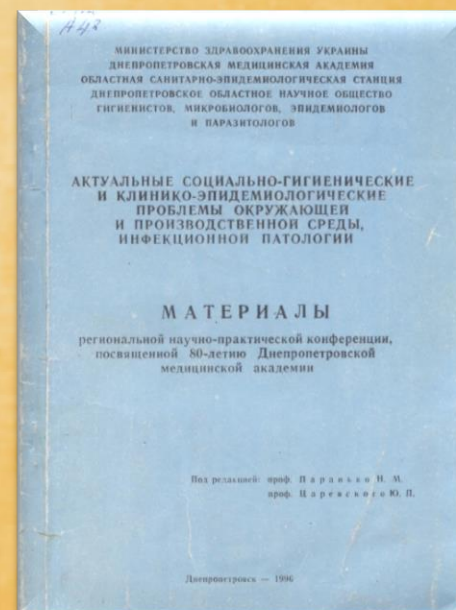 А43
МИНИСТЕРСТВО ЗДРАВООХРАНЕНИЯ УКРАИНЫ
ДНЕПРОПЕТРОВСКАЯ МЕДИЦИНСКАЯ АКАДЕМИЯ
ОБЛАСТНАЯ САНИТАРНО-ЭПИДЕМИОЛОГИЧЕСКАЯ СТАНЦИЯ
ДНЕПРОПЕТРОВСКОЕ ОБЛАСТНОЕ НАУЧНОЕ ОБЩЕСТВО
ГИГИЕНИСТОВ, МИКРОБИОЛОГОВ, ЭПИДЕМИОЛОГОВ
И ПАРАЗИТОЛОГОВ
АКТУАЛЬНЫЕ СОЦИАЛЬНО-ГИГИЕНИЧЕСКИЕ
И КЛИНИКО-ЭПИДЕМИОЛОГИЧЕСКИЕ
ПРОБЛЕМЫ ОКРУЖАЮЩЕЙ
И ПРОИЗВОДСТВЕННОЙ СРЕДЫ,
ИНФЕКЦИОННОЙ ПАТОЛОГИИ
МАТЕРИАЛЫ
региональной научно-практической конференции,
посвященной 80-летию Днепропетровской
медицинской академии
Под редакцией: проф. Паранько Н. М.
проф. Царевского Ю. П.
Днепропетровск — 1996